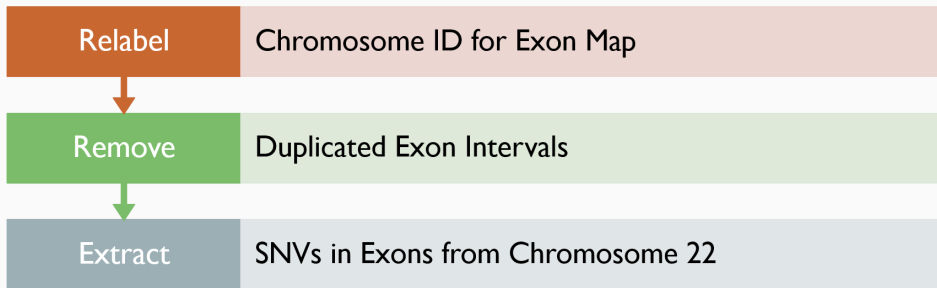 Relabel Chromosome ID for Exon Map
Remove Duplicated Exon Intervals
Extract SNVs in Exons from Chromosome 22